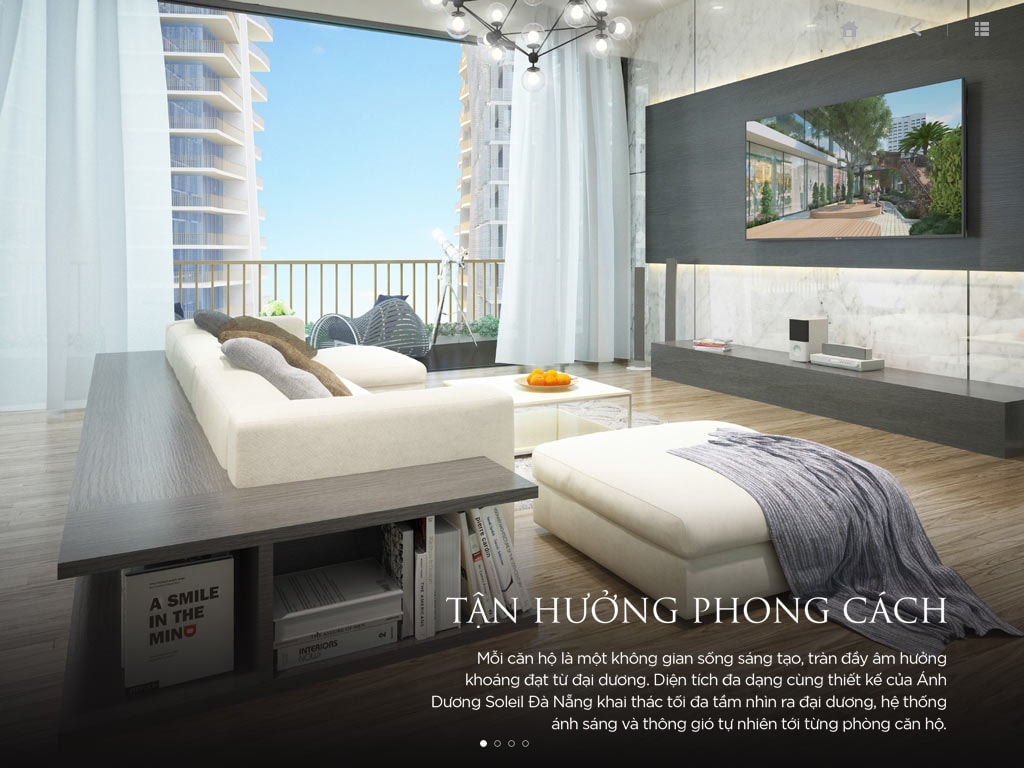 TẬN HƯỞNG PHONG CÁCH
Mỗi căn hộ là một không gian sống sáng tạo, tràn đầy âm hưởng
khoáng đạt từ đại dương. Diện tích đa dạng cùng thiết kế của Ánh
Dương Soleil Đà Nẵng khai thác tối đa tầm nhìn ra đại dương, hệ thống
ánh sáng và thông gió tự nhiên tới từng phòng căn hộ.
A SMILE
IN THE
MIND
INTERIORS
pierre cardin